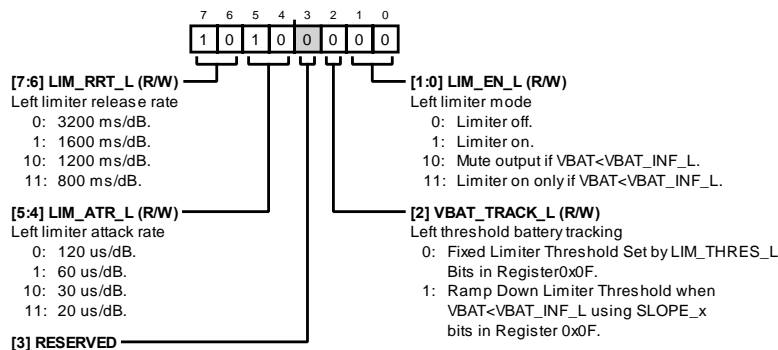 7 6 5 4 3 2 1 0
1 0 1 0 0 0 0 0
[7:6] LIM_RRT_L (R/W)
Left limiter release rate
0: 3200 ms/dB.
1: 1600 ms/dB.
10: 1200 ms/dB.
11: 800 ms/dB.
[5:4] LIM_ATR_L (R/W)
Left limiter attack rate
0: 120 us/dB.
1: 60 us/dB.
10: 30 us/dB.
11: 20 us/dB.
[3] RESERVED
[1:0] LIM_EN_L (R/W)
Left limiter mode
0: Limiter off.
1: Limiter on.
10: Mute output if VBAT<VBAT_INF_L.
11: Limiter on only if VBAT<VBAT_INF_L.
[2] VBAT_TRACK_L (R/W)
Left threshold battery tracking
0: Fixed Limiter Threshold Set by LIM_THRES_L
Bits in Register0x0F.
1: Ramp Down Limiter Threshold when
VBAT<VBAT_INF_L using SLOPE_x
bits in Register 0x0F.